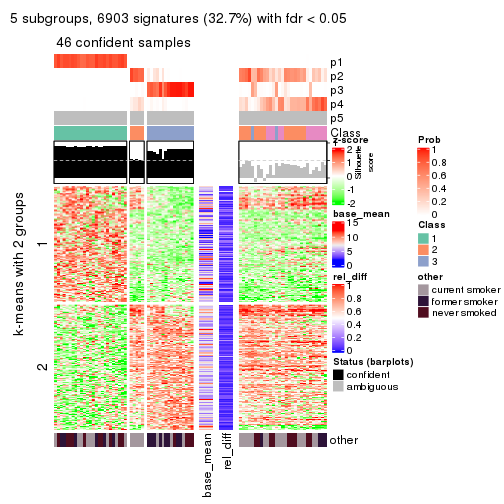 5 subgroups, 6903 signatures (32.7%) with fdr < 0.05
46 confident samples
p1
p2
p3
p4
p5
Class
Silhouette
score
k-means with 2 groups
1
2
other
base_mean
rel_diff
z-score
2
1
0
-1
-2
base_mean
15
10
5
0
rel_diff
1
0.8
0.6
0.4
0.2
0
Status (barplots)
confident
ambiguous
Prob
1
0.8
0.6
0.4
0.2
0
Class
1
2
3
other
current smoker
former smoker
never smoked